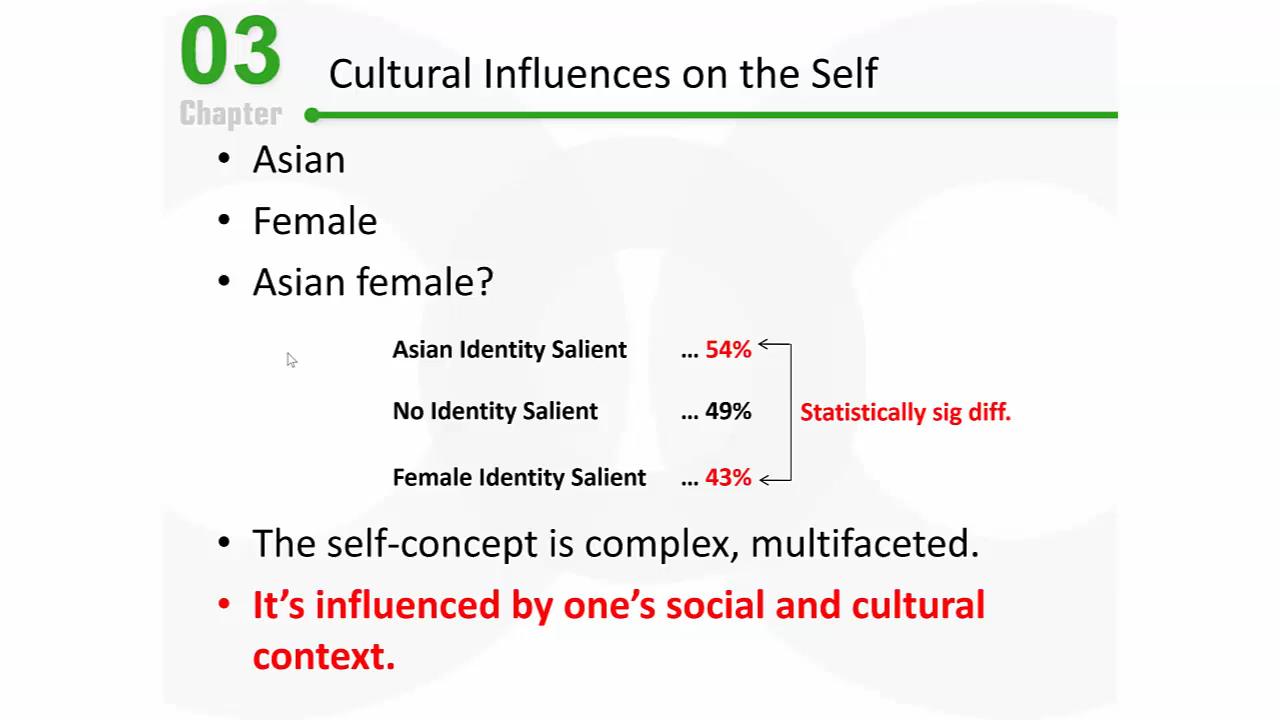 03
Chapter
Cultural Influences on the Self
• Asian
• Female
• Asian female?
Asian Identity Salient ... 54%
No Identity Salient ... 49%
Statistically sig diff.
Female Identity Salient ... 43%
• The self-concept is complex, multifaceted.
• It’s influenced by one’s social and cultural
context.